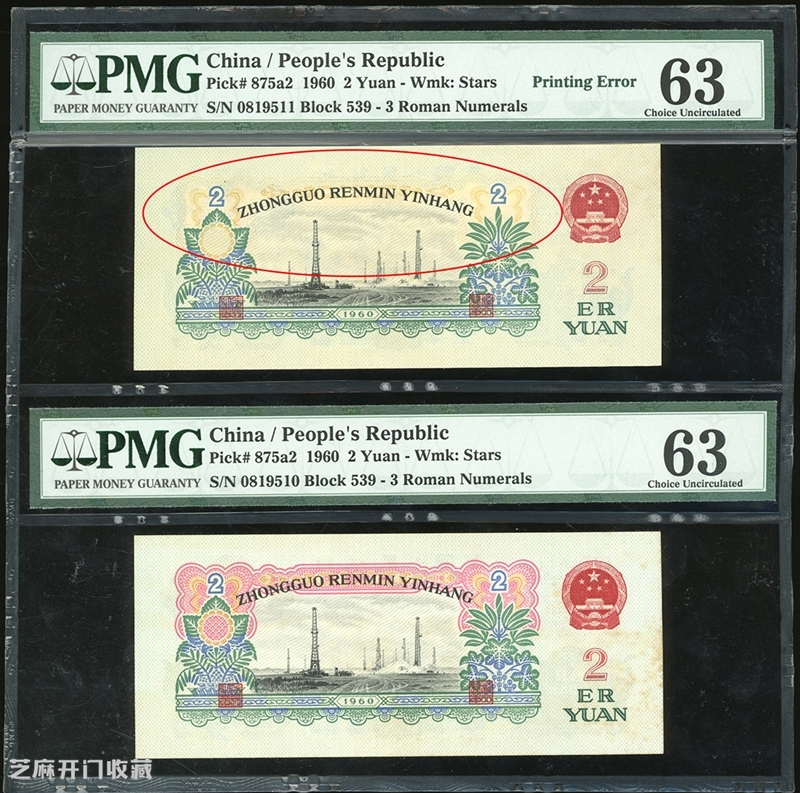 PMG
PAPER MONEY GUARANTY
China / People's Republic
Pick# 875a2 1960 2 Yuan - Wmk: Stars
S/N 0819511 Block 539 - 3 Roman Numerals
Printing Error
63
Choice Uncirculated
2
ZHONGGUO RENMIN YINHANG
2
1960
2
ER
YUAN
PMG
PAPER MONEY GUARANTY
China / People's Republic
Pick# 875a2 1960 2 Yuan - Wmk: Stars
S/N 0819510 Block 539 - 3 Roman Numerals
63
Choice Uncirculated
2
ZHONGGUO RENMIN YINHANG
2
1960
2
ER
YUAN
芝麻开门收藏